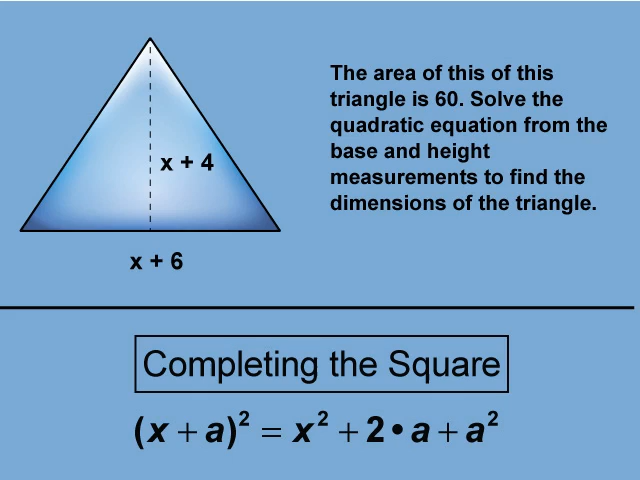 x + 4
x + 6
The area of this of this
triangle is 60. Solve the
quadratic equation from the
base and height
measurements to find the
dimensions of the triangle.
Completing the Square
(x + a)² = x² + 2 • a + a²